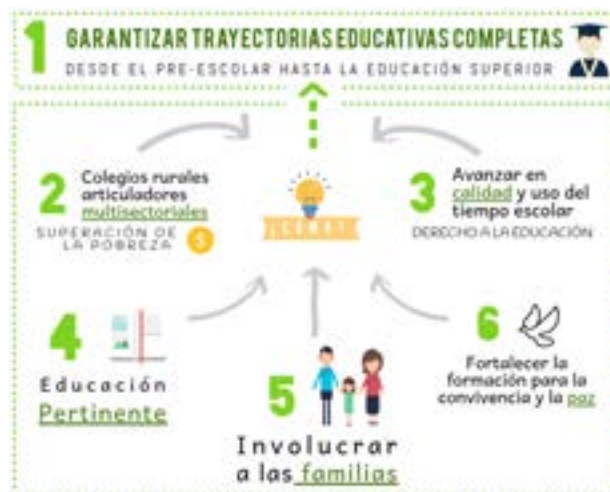 1 GARANTIZAR TRAYECTORIAS EDUCATIVAS COMPLETAS
DESDE EL PRE-ESCOLAR HASTA LA EDUCACIÓN SUPERIOR
2 Colegios rurales
articuladores
multisectoriales
SUPERACIÓN DE
LA POBREZA $
¿CÓMO?
3 Avanzar en
calidad y uso del
tiempo escolar
DERECHO A LA EDUCACIÓN
4
Educación
Pertinente
5
Involucrar
a las familias
6
Fortalecer la
formación para la
convivencia y la paz